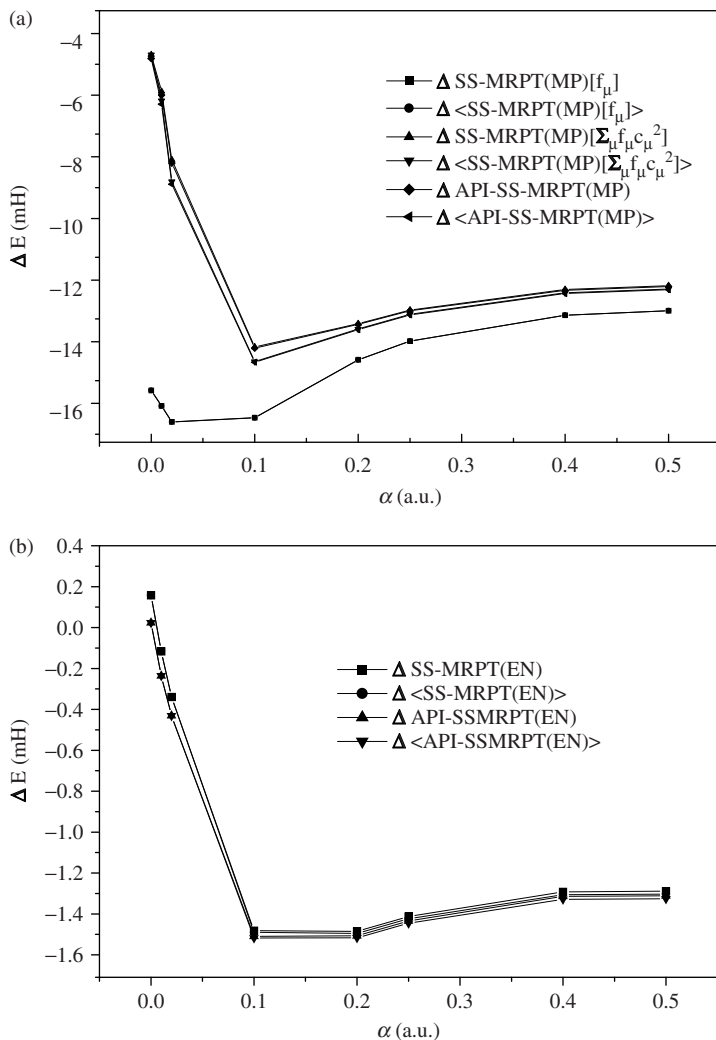 (a)
−4
−6
−8
−10
−12
−14
−16
Δ E (mH)
Δ SS-MRPT(MP)[fμ]
Δ <SS-MRPT(MP)[fμ]>
Δ SS-MRPT(MP)[Σμfμcμ²]
Δ <SS-MRPT(MP)[Σμfμcμ²]>
Δ API-SS-MRPT(MP)
Δ <API-SS-MRPT(MP)>
0.0 0.1 0.2 0.3 0.4 0.5
α (a.u.)
(b)
0.4
0.2
0.0
−0.2
−0.4
−0.6
−0.8
−1.0
−1.2
−1.4
−1.6
Δ E (mH)
Δ SS-MRPT(EN)
Δ <SS-MRPT(EN)>
Δ API-SSMRPT(EN)
Δ <API-SSMRPT(EN)>
0.0 0.1 0.2 0.3 0.4 0.5
α (a.u.)